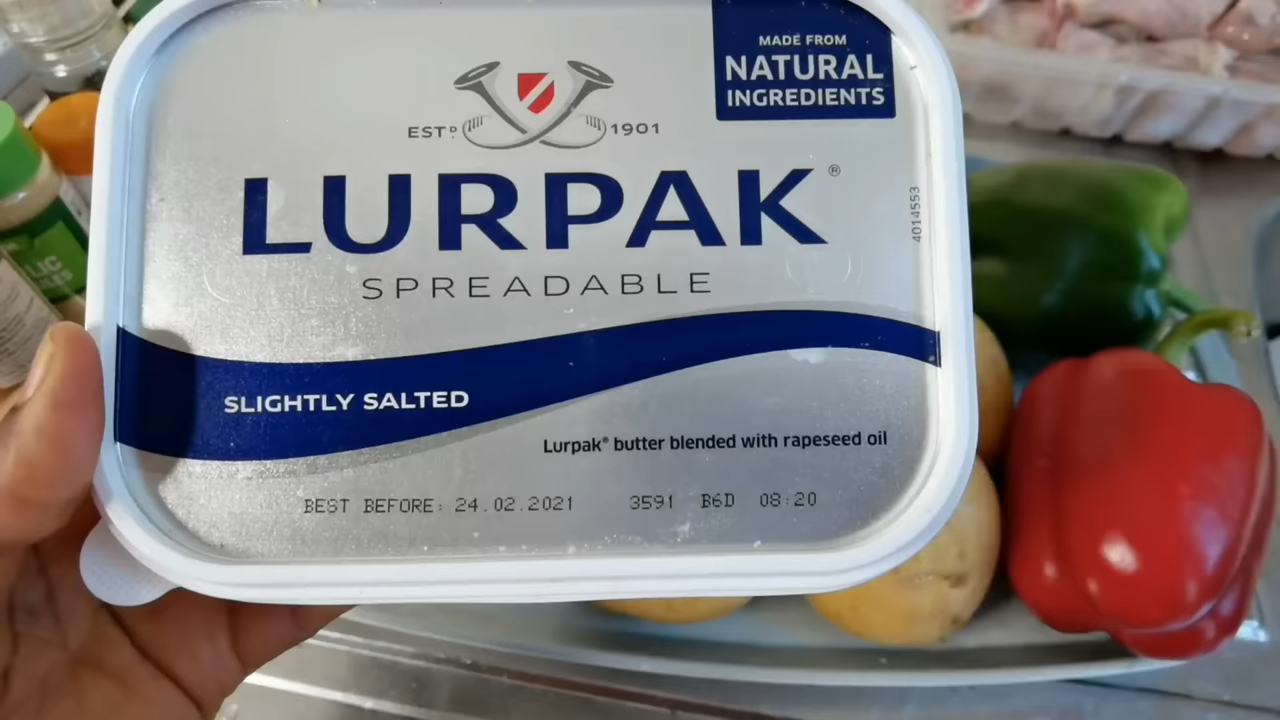 MADE FROM
NATURAL
INGREDIENTS
ESTD 1901
LURPAK®
4014553
SPREADABLE
SLIGHTLY SALTED
Lurpak® butter blended with rapeseed oil
BEST BEFORE: 24.02.2021 3591 B6D 08:20